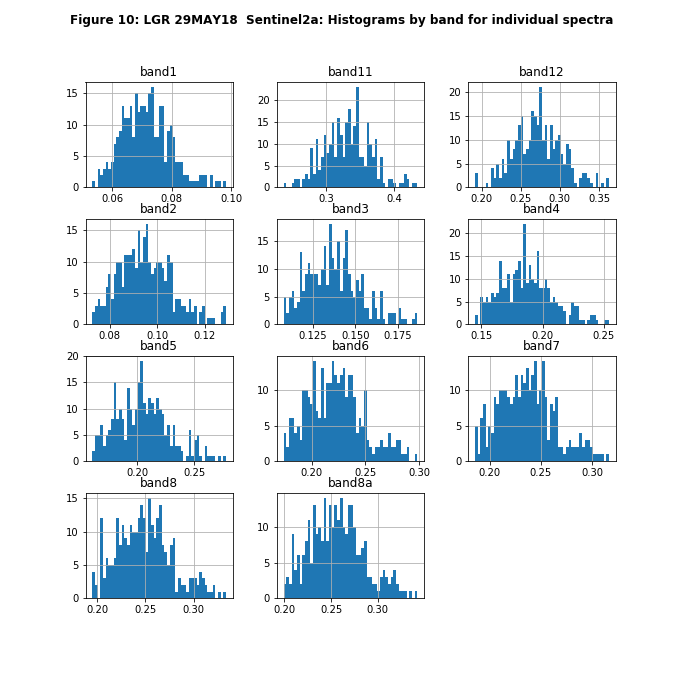 Figure 10: LGR 29MAY18  Sentinel2a: Histograms by band for individual spectra
band1
15
10
5
0
0.06 0.08 0.10
band11
20
15
10
5
0
0.3 0.4
band12
20
15
10
5
0
0.20 0.25 0.30 0.35
band2
15
10
5
0
0.08 0.10 0.12
band3
15
10
5
0
0.125 0.150 0.175
band4
20
15
10
5
0
0.15 0.20 0.25
band5
20
15
10
5
0
0.20 0.25
band6
10
5
0
0.20 0.25 0.30
band7
10
5
0
0.20 0.25 0.30
band8
15
10
5
0
0.20 0.25 0.30
band8a
10
5
0
0.20 0.25 0.30